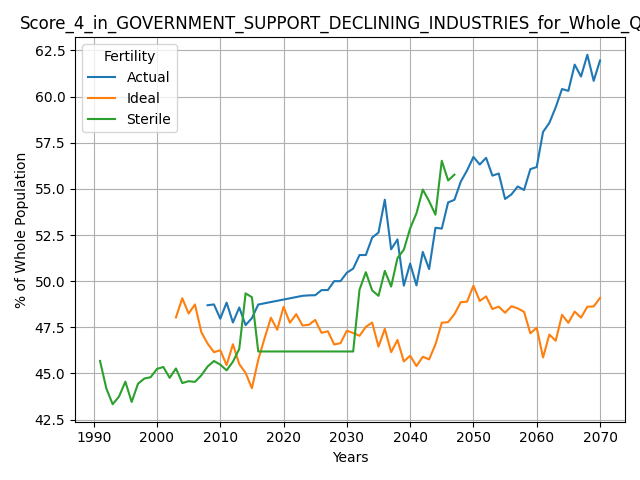 Score_4_in_GOVERNMENT_SUPPORT_DECLINING_INDUSTRIES_for_Whole_Q
Fertility
Actual
Ideal
Sterile
% of Whole Population
62.5
60.0
57.5
55.0
52.5
50.0
47.5
45.0
42.5
1990 2000 2010 2020 2030 2040 2050 2060 2070
Years